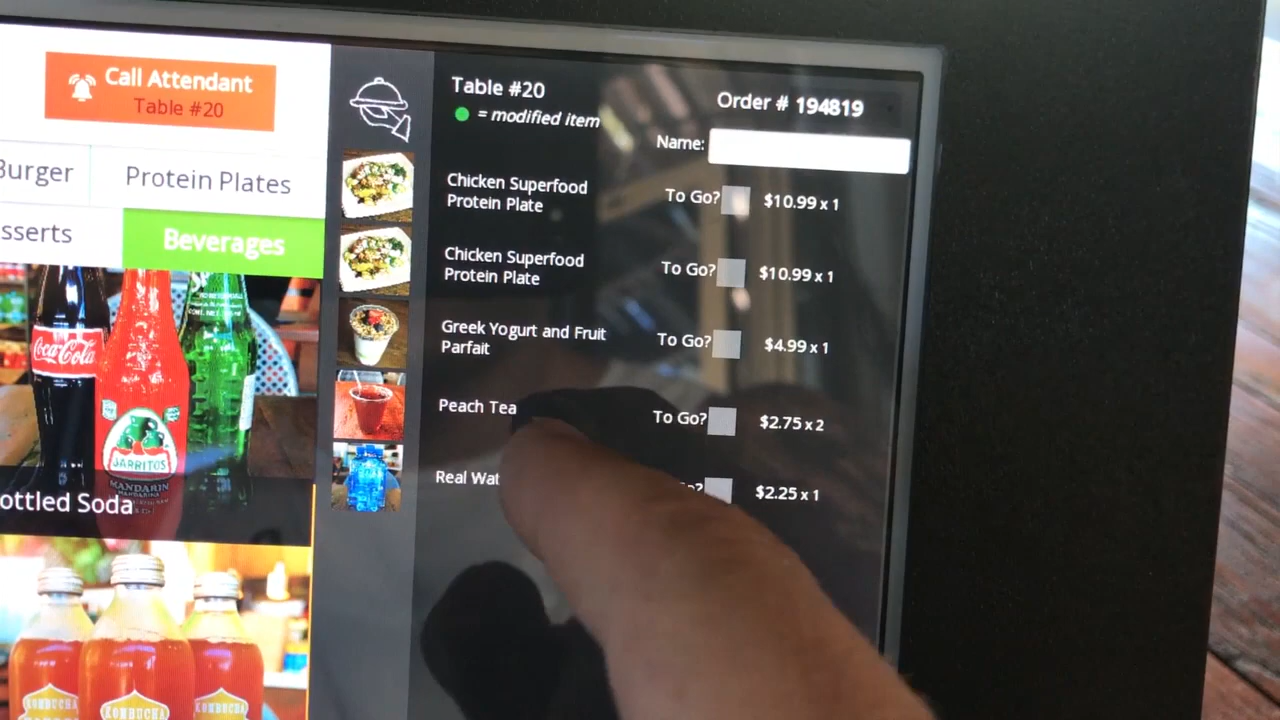 Call Attendant
Table #20
Burger
Protein Plates
sserts
Beverages
Coca-Cola
JARRITOS
MANDARIN
MANDARINA
ottled Soda
KOMBUCHA
KOMBUCHA
KOMBUCHA
Table #20
= modified item
Order # 194819
Name:
Chicken Superfood
Protein Plate
To Go?
$10.99 x 1
Chicken Superfood
Protein Plate
To Go?
$10.99 x 1
Greek Yogurt and Fruit
Parfait
To Go?
$4.99 x 1
Peach Tea
To Go?
$2.75 x 2
Real Wat
o?
$2.25 x 1